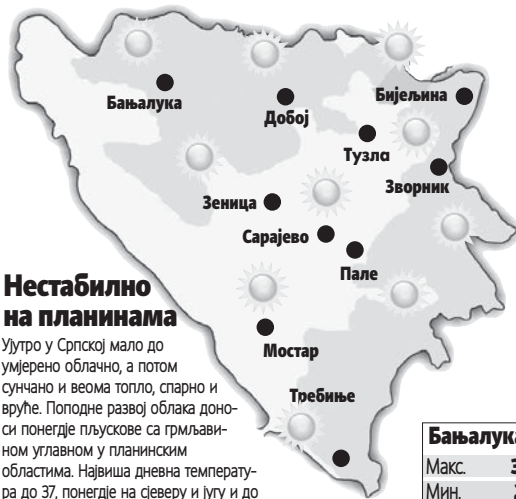 Бањалука
Добој
Бијељина
Тузла
Зворник
Зеница
Сарајево
Пале
Мостар
Требиње
Нестабилно
на планинама
Ујутро у Српској мало до
умјерено облачно, а потом
сунчано и веома топло, спарно и
вруће. Поподне развој облака доно-
си понегдје пљускове са грмљави-
ном углавном у планинским
областима. Највиша дневна температу-
ра до 37, понегдје на сјеверу и југу и до
Бањалука
Макс.
Мин.